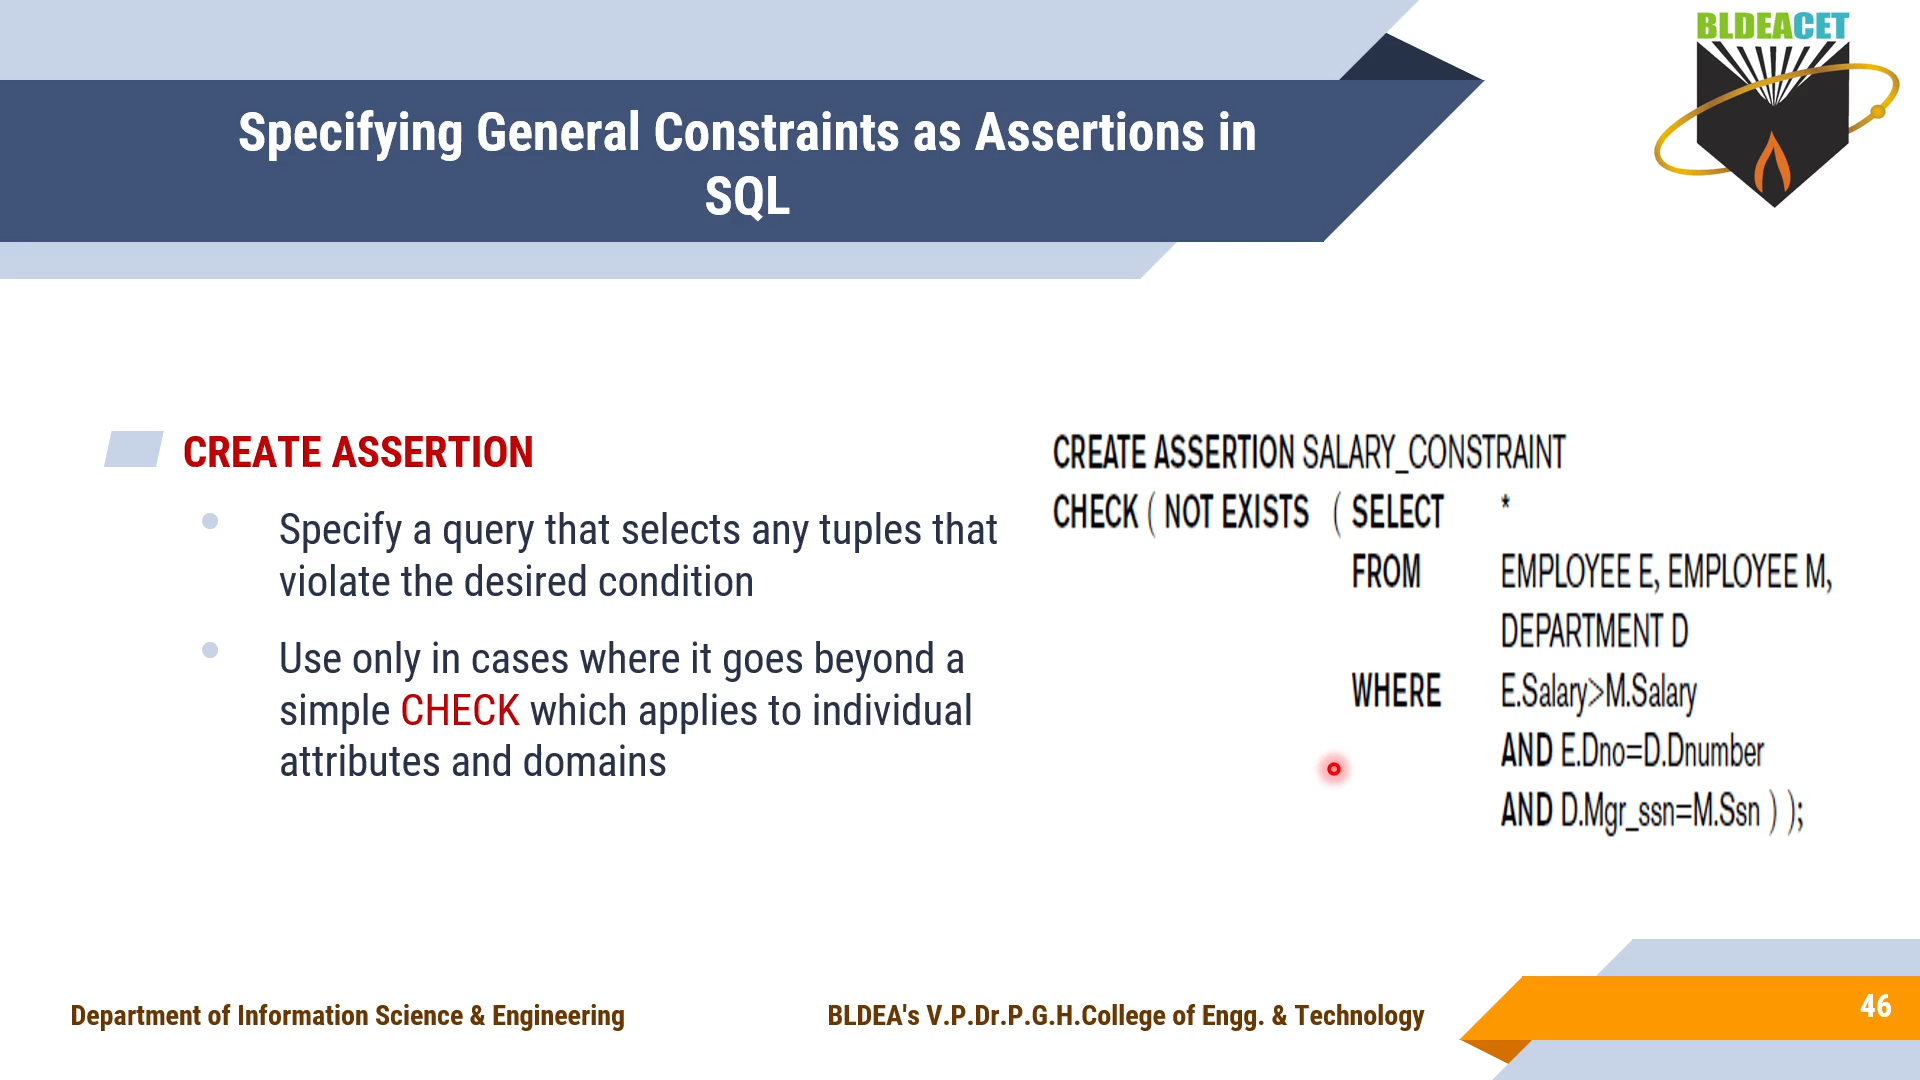 BLDEACET
Specifying General Constraints as Assertions in
SQL
CREATE ASSERTION
Specify a query that selects any tuples that
violate the desired condition
Use only in cases where it goes beyond a
simple CHECK which applies to individual
attributes and domains
CREATE ASSERTION SALARY_CONSTRAINT
CHECK ( NOT EXISTS ( SELECT *
FROM EMPLOYEE E, EMPLOYEE M,
DEPARTMENT D
WHERE E.Salary>M.Salary
AND E.Dno=D.Dnumber
AND D.Mgr_ssn=M.Ssn ) );
Department of Information Science & Engineering
BLDEA's V.P.Dr.P.G.H.College of Engg. & Technology
46